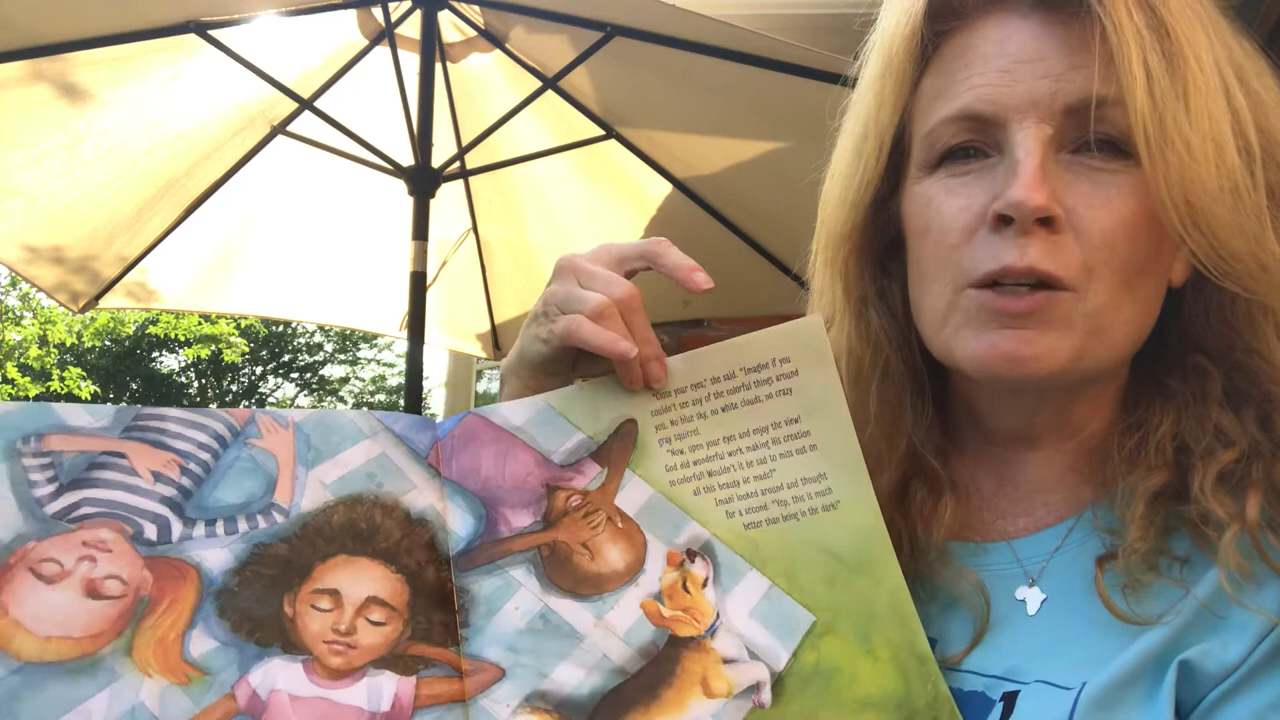 "Close your eyes," she said. "Imagine if you
couldn't see any of the colorful things around
you. No blue sky, no white clouds, no crazy
gray squirrel.
"Now, open your eyes and enjoy the view!
God did wonderful work making His creation
so colorful! Wouldn't it be sad to miss out on
all this beauty He made?"
Imani looked around and thought
for a second. "Yep, this is much
better than being in the dark!"